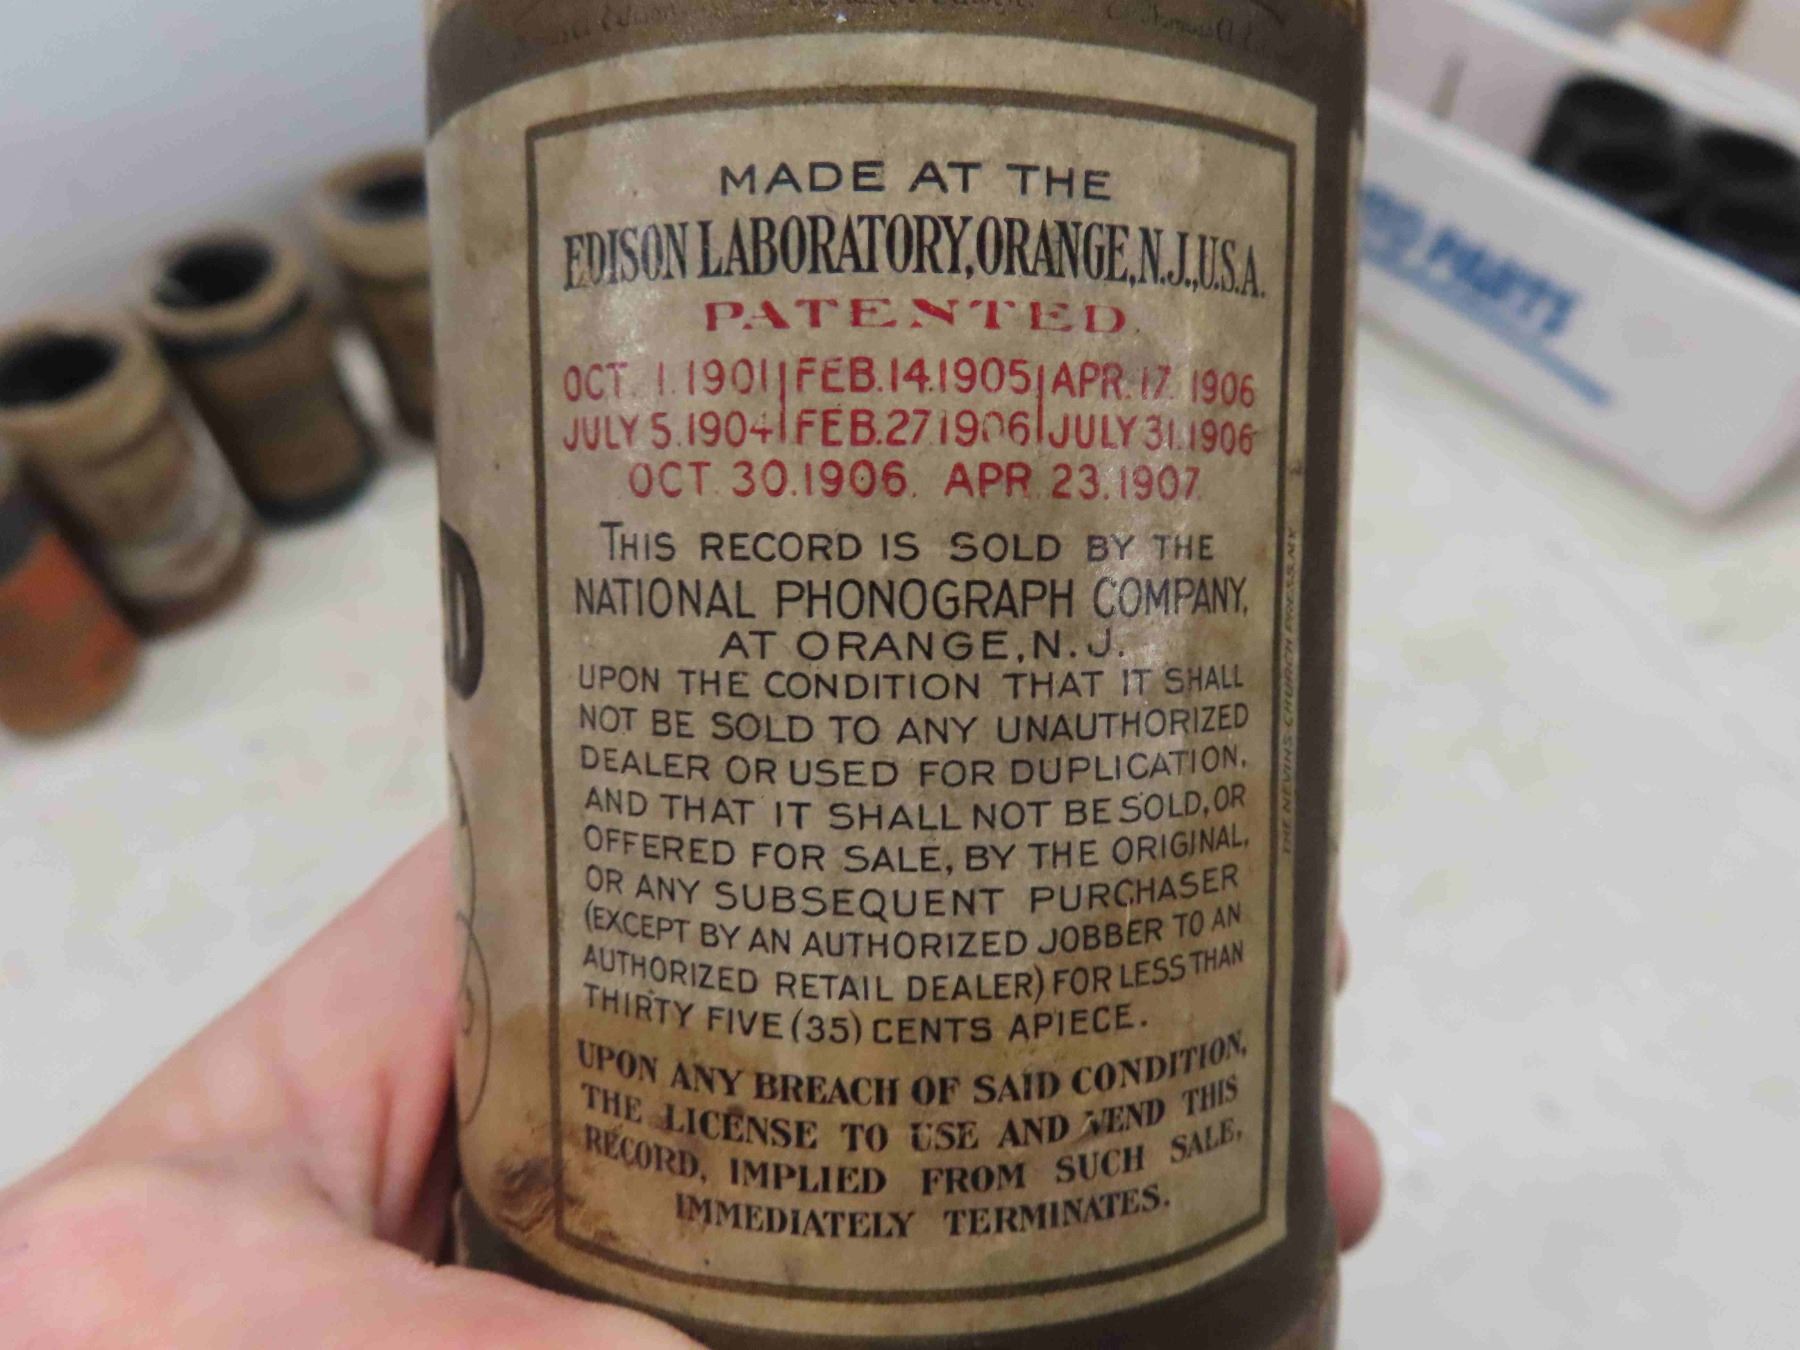 MADE AT THE
EDISON LABORATORY, ORANGE, N.J., U.S.A.
PATENTED
OCT. 1. 1901 | FEB. 14. 1905 | APR. 17. 1906
JULY 5. 1904 | FEB. 27 1906 | JULY 31. 1906
OCT. 30. 1906. APR. 23. 1907.
THIS RECORD IS SOLD BY THE
NATIONAL PHONOGRAPH COMPANY,
AT ORANGE, N. J.
UPON THE CONDITION THAT IT SHALL
NOT BE SOLD TO ANY UNAUTHORIZED
DEALER OR USED FOR DUPLICATION,
AND THAT IT SHALL NOT BE SOLD, OR
OFFERED FOR SALE, BY THE ORIGINAL,
OR ANY SUBSEQUENT PURCHASER
(EXCEPT BY AN AUTHORIZED JOBBER TO AN
AUTHORIZED RETAIL DEALER) FOR LESS THAN
THIRTY FIVE (35) CENTS APIECE.
UPON ANY BREACH OF SAID CONDITION,
THE LICENSE TO USE AND VEND THIS
RECORD, IMPLIED FROM SUCH SALE,
IMMEDIATELY TERMINATES.
THE NEVINS-CHURCH PRESS. N.Y.
PARTS